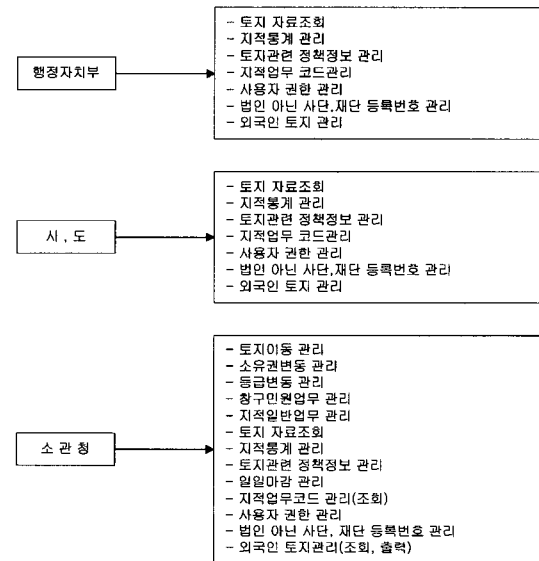 행정자치부
- 토지 자료조회
- 지적통계 관리
- 토지관련 정책정보 관리
- 지적업무 코드관리
- 사용자 권한 관리
- 법인 아닌 사단,재단 등록번호 관리
- 외국인 토지 관리
시 , 도
- 토지 자료조회
- 지적통계 관리
- 토지관련 정책정보 관리
- 지적업무 코드관리
- 사용자 권한 관리
- 법인 아닌 사단,재단 등록번호 관리
- 외국인 토지 관리
소 관 청
- 토지이동 관리
- 소유권변동 관리
- 등급변동 관리
- 창구민원업무 관리
- 지적일반업무 관리
- 토지 자료조회
- 지적통계 관리
- 토지관련 정책정보 관리
- 일일마감 관리
- 지적업무코드 관리(조회)
- 사용자 권한 관리
- 법인 아닌 사단, 재단 등록번호 관리
- 외국인 토지관리(조회, 출력)